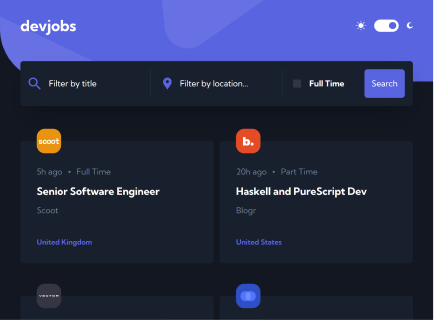 devjobs
Filter by title
Filter by location...
Full Time
Search
scoot
b.
5h ago • Full Time
20h ago • Part Time
Senior Software Engineer
Haskell and PureScript Dev
Scoot
Blogr
United Kingdom
United States
VECTOR